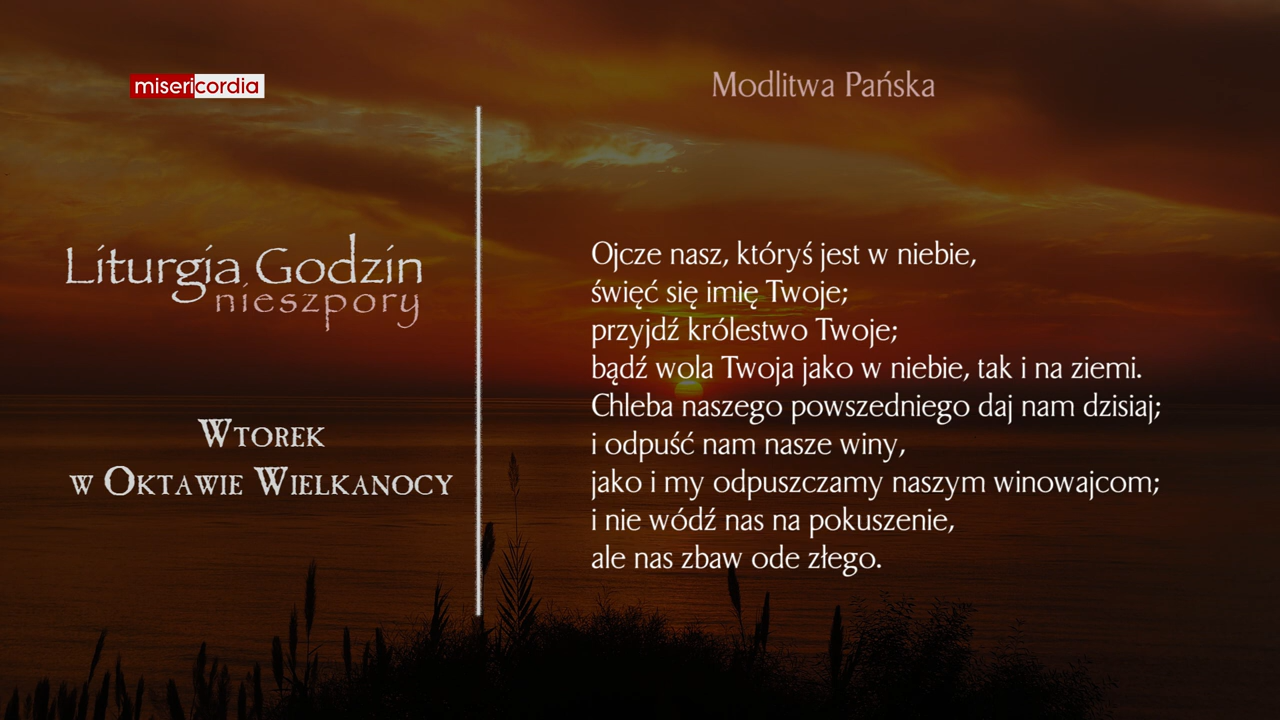 misericordia
Liturgia Godzin
nieszpory
Wtorek
w Oktawie Wielkanocy
Modlitwa Pańska
Ojcze nasz, któryś jest w niebie,
święć się imię Twoje;
przyjdź królestwo Twoje;
bądź wola Twoja jako w niebie, tak i na ziemi.
Chleba naszego powszedniego daj nam dzisiaj;
i odpuść nam nasze winy,
jako i my odpuszczamy naszym winowajcom;
i nie wódź nas na pokuszenie,
ale nas zbaw ode złego.